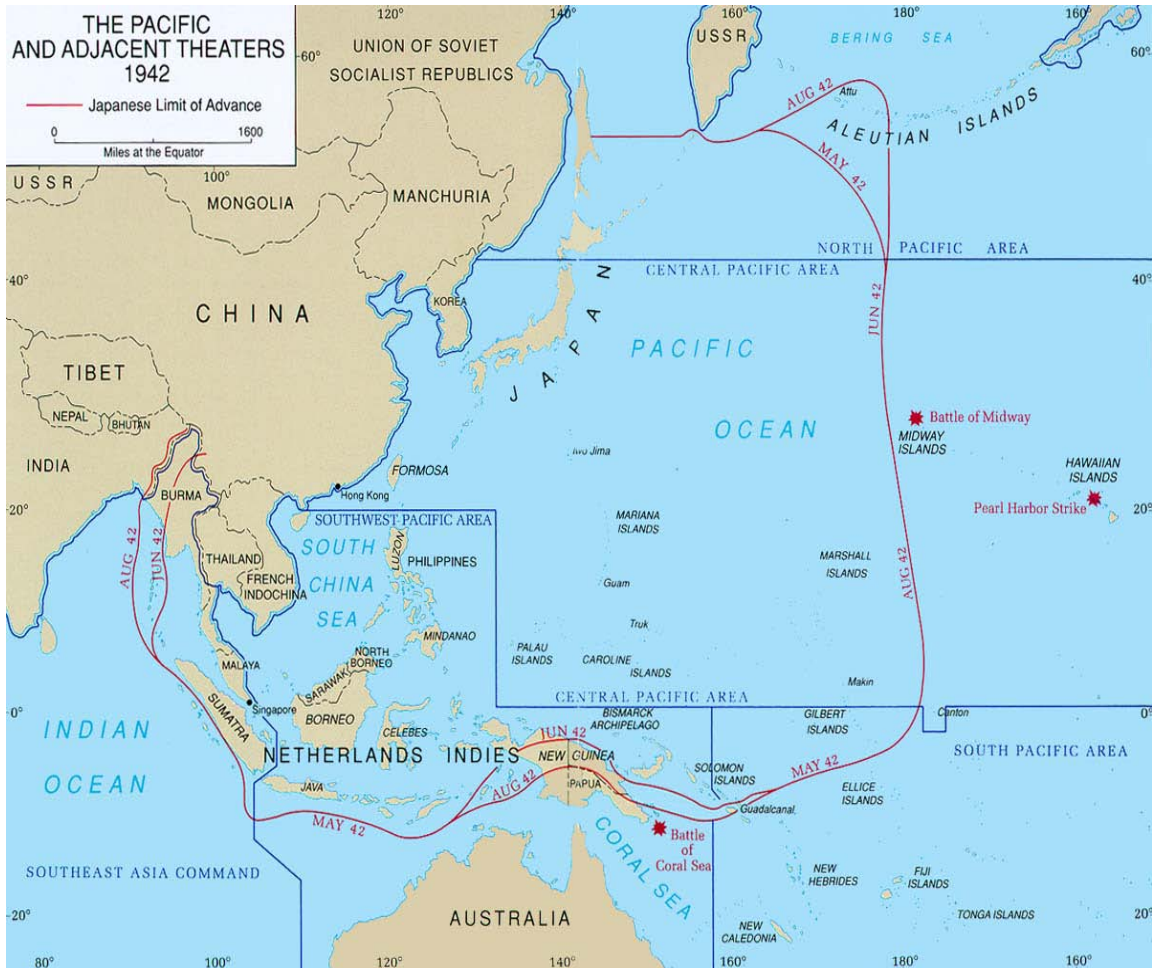 THE PACIFIC
AND ADJACENT THEATERS
1942
Japanese Limit of Advance
0
1600
Miles at the Equator
120°
140°
160°
180°
160°
60°
60°
UNION OF SOVIET
SOCIALIST REPUBLICS
USSR
BERING SEA
AUG 42
Attu
ALEUTIAN ISLANDS
MAY 42
USSR
100°
MONGOLIA
MANCHURIA
NORTH PACIFIC AREA
CENTRAL PACIFIC AREA
40°
40°
KOREA
JAPAN
JUN 42
CHINA
PACIFIC
OCEAN
TIBET
NEPAL
BHUTAN
INDIA
BURMA
Battle of Midway
MIDWAY
ISLANDS
Iwo Jima
FORMOSA
Hong Kong
HAWAIIAN
ISLANDS
Pearl Harbor Strike
20°
20°
SOUTHWEST PACIFIC AREA
MARIANA
ISLANDS
AUG 42
JUN 42
THAILAND
FRENCH
INDOCHINA
SOUTH
CHINA
SEA
LUZON
PHILIPPINES
MARSHALL
ISLANDS
AUG 42
Guam
Truk
MINDANAO
PALAU
ISLANDS
CAROLINE
ISLANDS
MALAYA
NORTH
BORNEO
SARAWAK
Makin
SUMATRA
Singapore
BORNEO
CELEBES
CENTRAL PACIFIC AREA
0°
0°
BISMARCK
ARCHIPELAGO
GILBERT
ISLANDS
Canton
INDIAN
OCEAN
NETHERLANDS INDIES
JUN 42
NEW GUINEA
SOUTH PACIFIC AREA
SOLOMON
ISLANDS
MAY 42
JAVA
AUG 42
PAPUA
ELLICE
ISLANDS
Guadalcanal
MAY 42
CORAL SEA
Battle
of
Coral Sea
SOUTHEAST ASIA COMMAND
NEW
HEBRIDES
FIJI
ISLANDS
AUSTRALIA
TONGA ISLANDS
20°
20°
NEW
CALEDONIA
80°
100°
120°
140°
160°
180°
160°